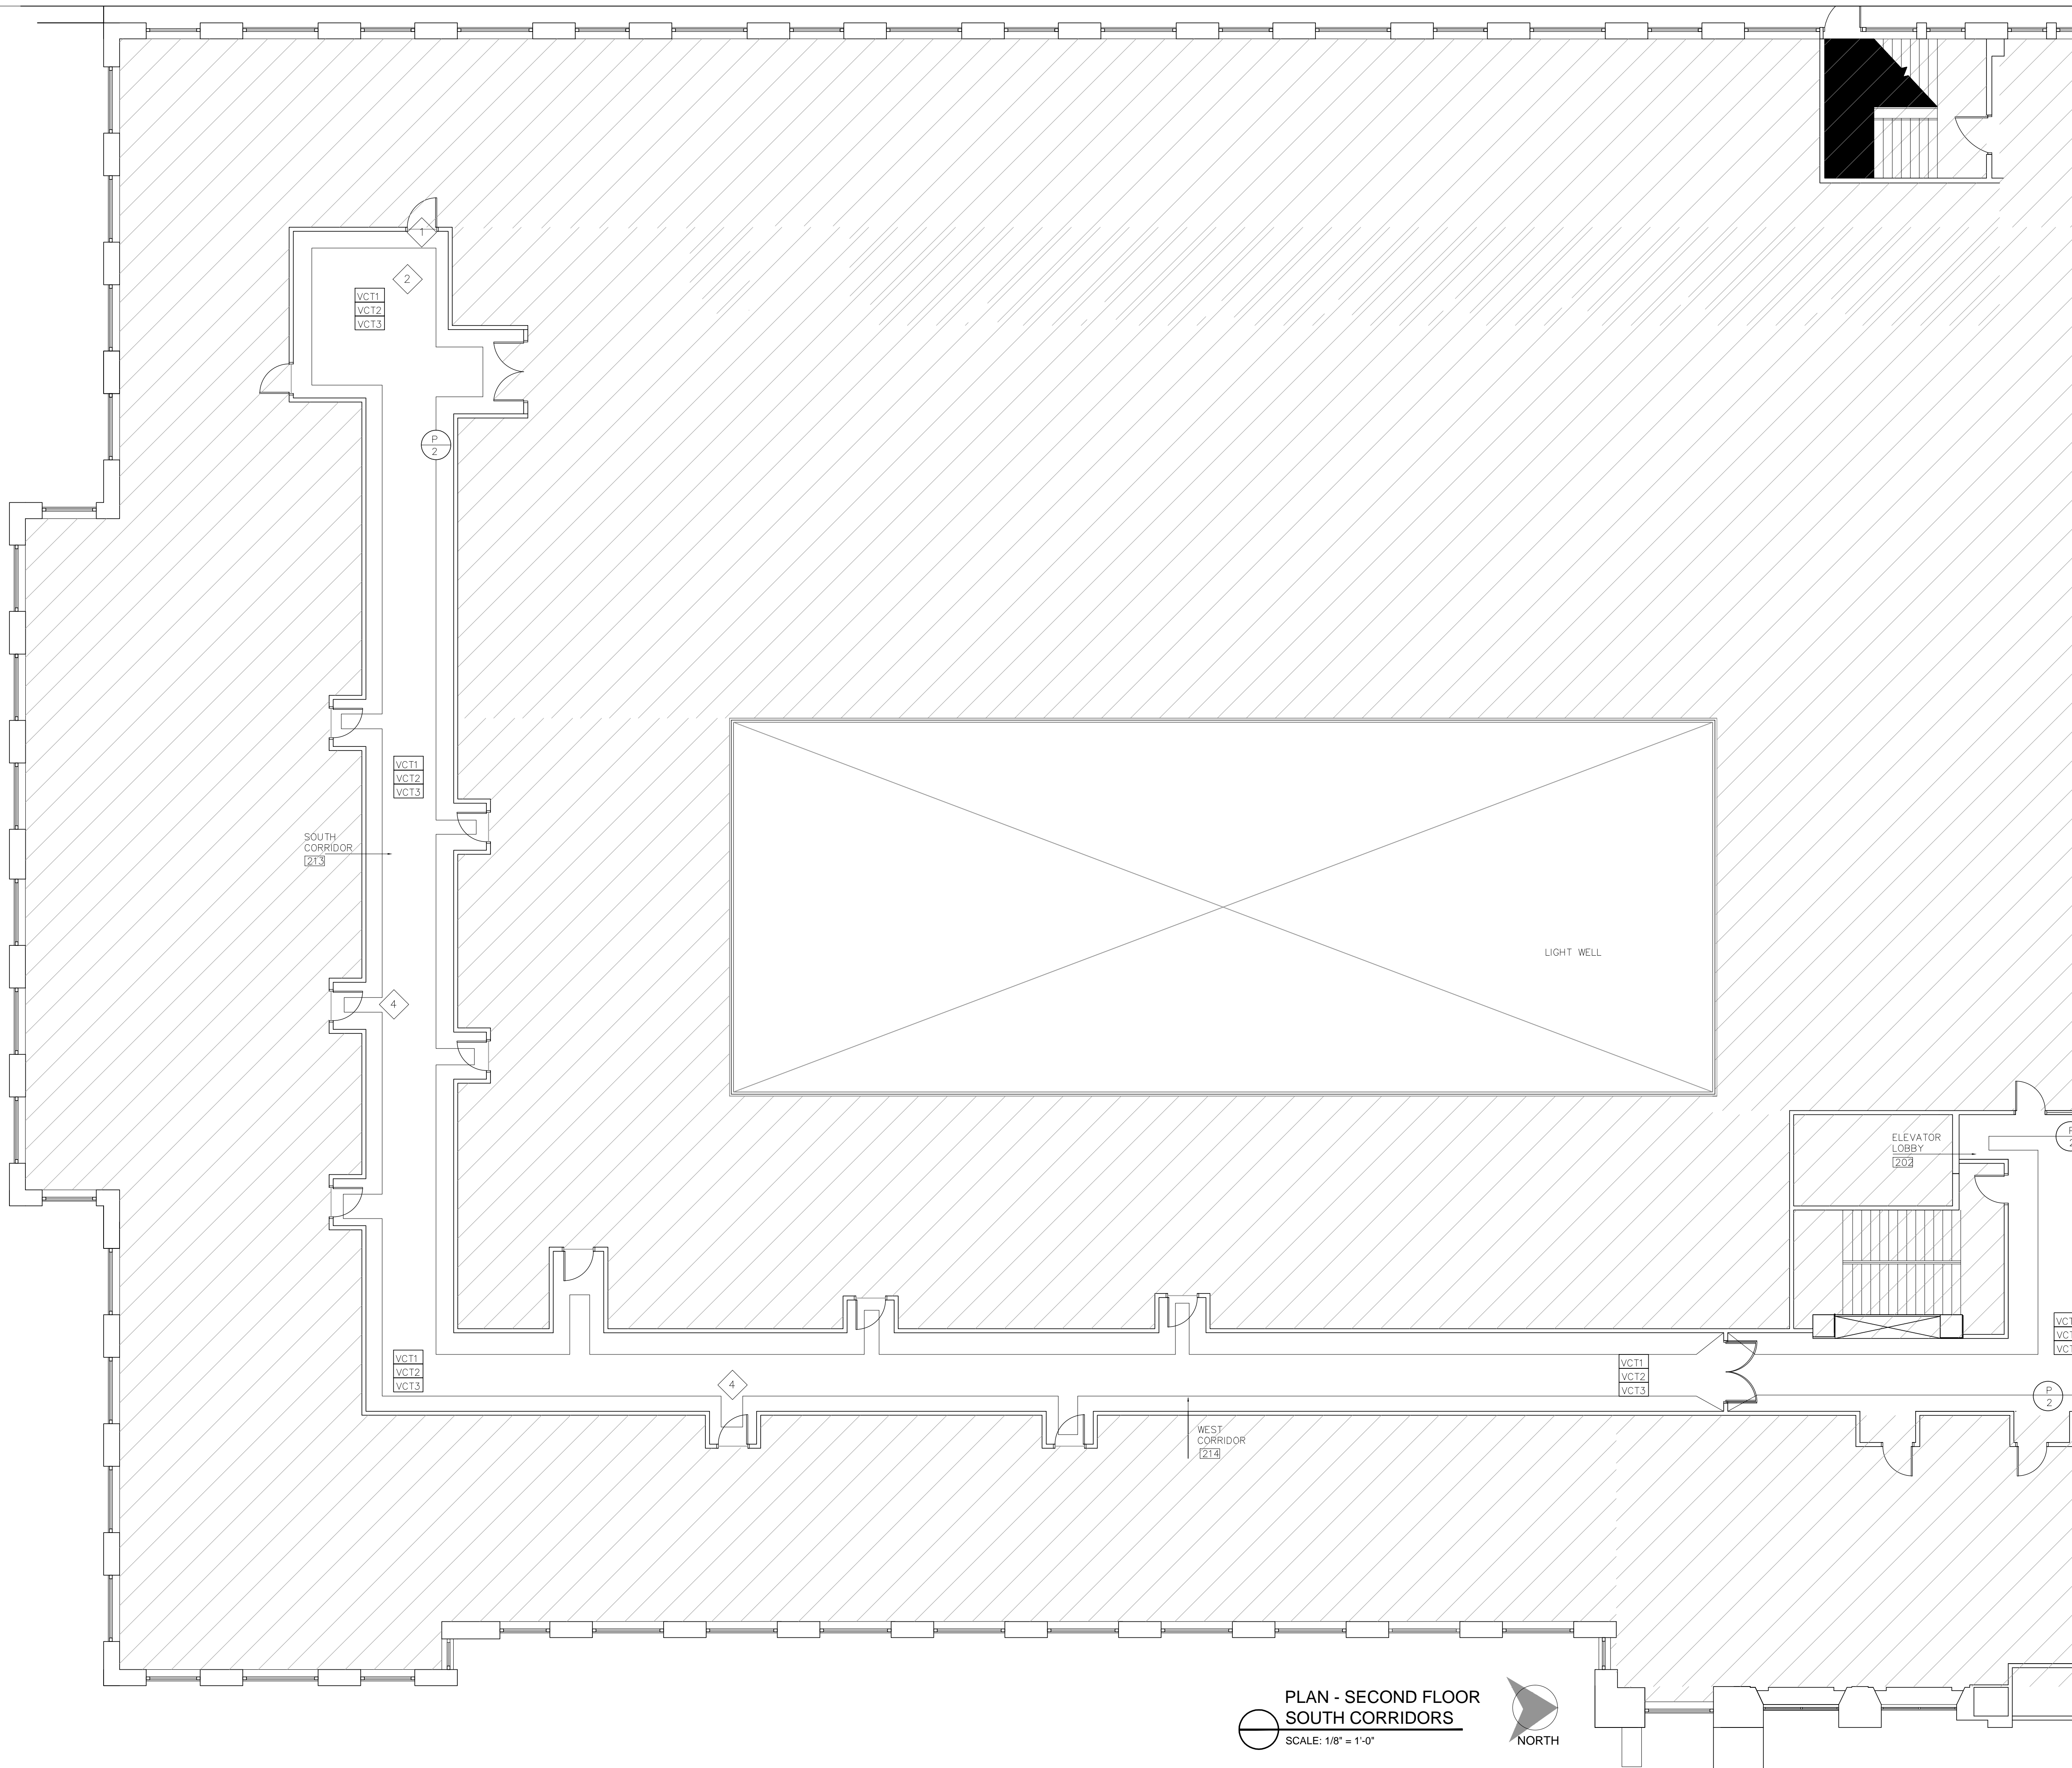 1
2
VCT1
VCT2
VCT3
P
2
VCT1
VCT2
VCT3
SOUTH
CORRIDOR
213
LIGHT WELL
4
ELEVATOR
LOBBY
202
VCT1
VCT2
VCT3
4
VCT1
VCT2
VCT3
P
2
WEST
CORRIDOR
214
PLAN - SECOND FLOOR
SOUTH CORRIDORS
SCALE: 1/8" = 1'-0"
NORTH